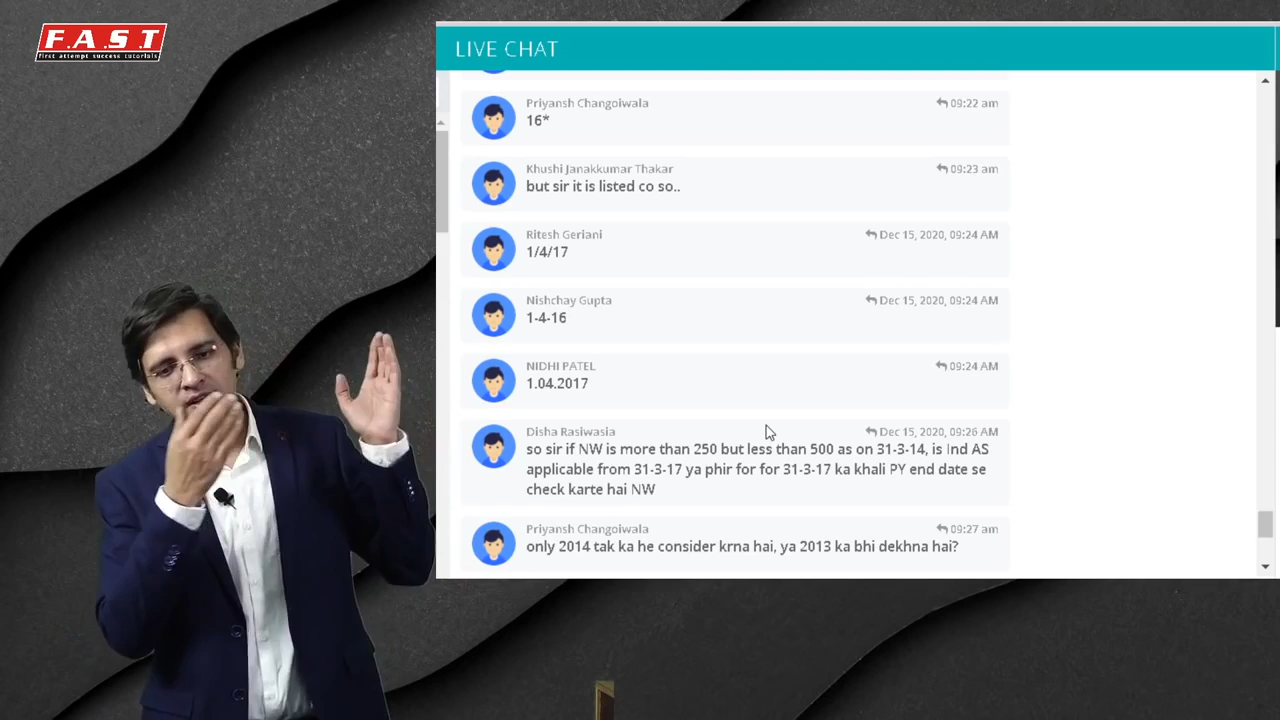 F.A.S.T
first attempt success tutorials
LIVE CHAT
Priyansh Changoiwala 09:22 am
16*
Khushi Janakkumar Thakar 09:23 am
but sir it is listed co so..
Ritesh Geriani Dec 15, 2020, 09:24 AM
1/4/17
Nishchay Gupta Dec 15, 2020, 09:24 AM
1-4-16
NIDHI PATEL 09:24 AM
1.04.2017
Disha Rasiwasia Dec 15, 2020, 09:26 AM
so sir if NW is more than 250 but less than 500 as on 31-3-14, is Ind AS
applicable from 31-3-17 ya phir for for 31-3-17 ka khali PY end date se
check karte hai NW
Priyansh Changoiwala 09:27 am
only 2014 tak ka he consider krna hai, ya 2013 ka bhi dekhna hai?